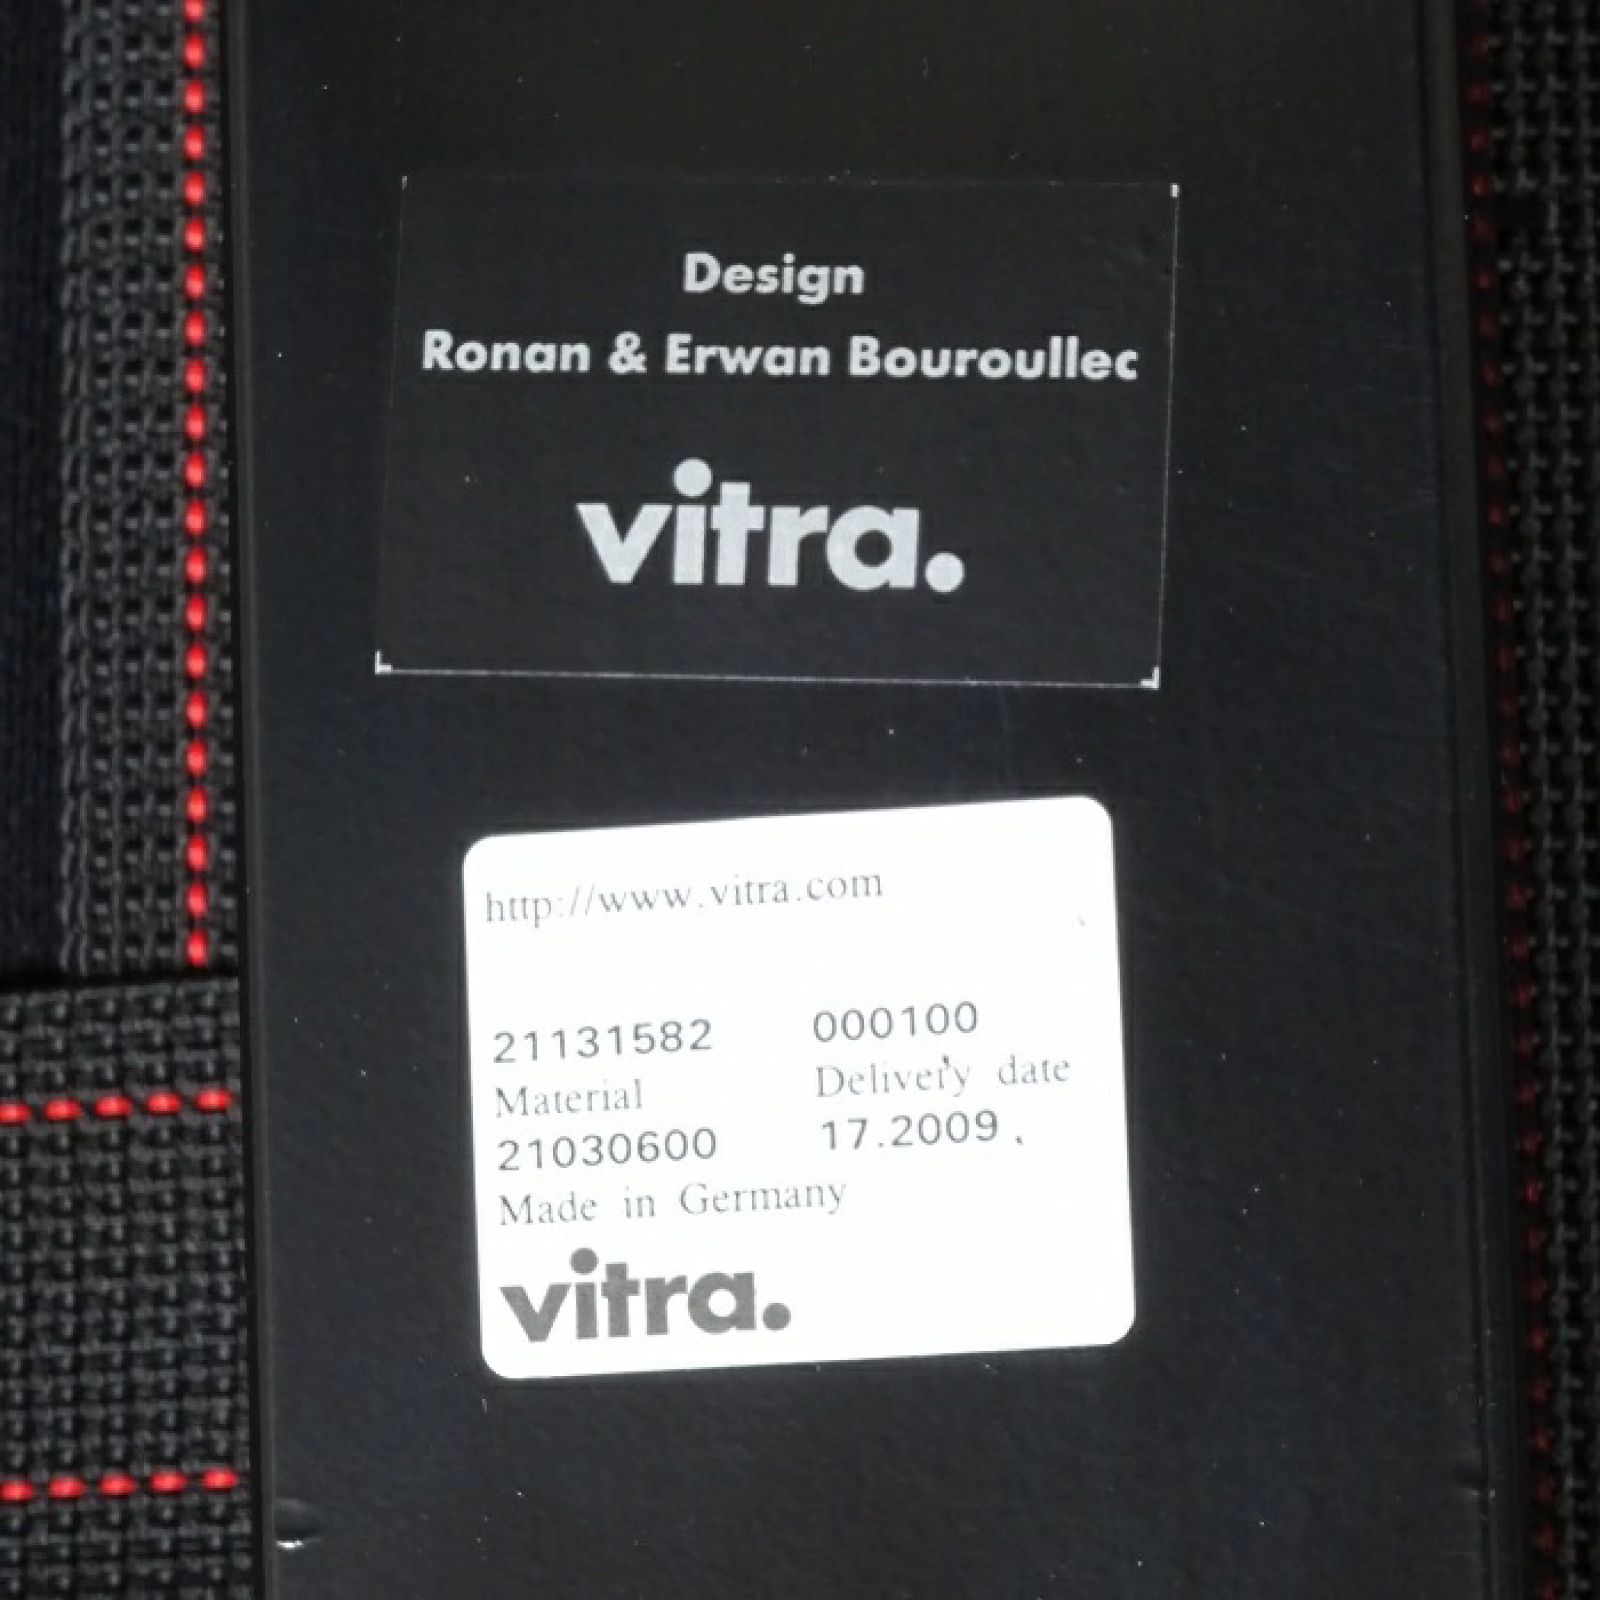 Design
Ronan & Erwan Bouroullec
vitra.
http://www.vitra.com
21131582 000100
Material Delivery date
21030600 17.2009
Made in Germany
vitra.